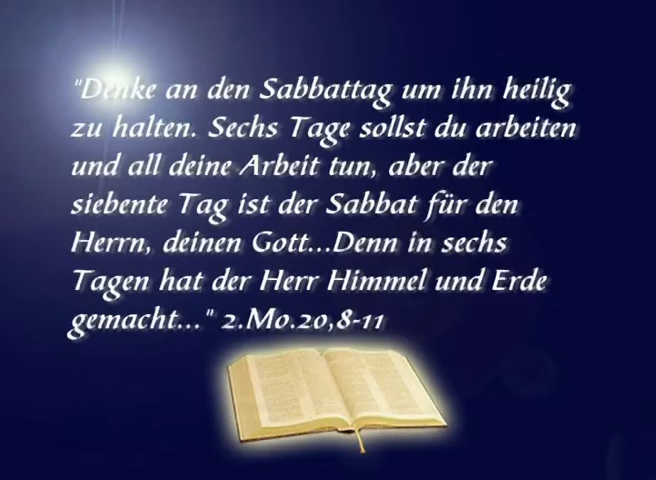 "Denke an den Sabbattag um ihn heilig
zu halten. Sechs Tage sollst du arbeiten
und all deine Arbeit tun, aber der
siebente Tag ist der Sabbat für den
Herrn, deinen Gott...Denn in sechs
Tagen hat der Herr Himmel und Erde
gemacht..." 2.Mo.20,8-11